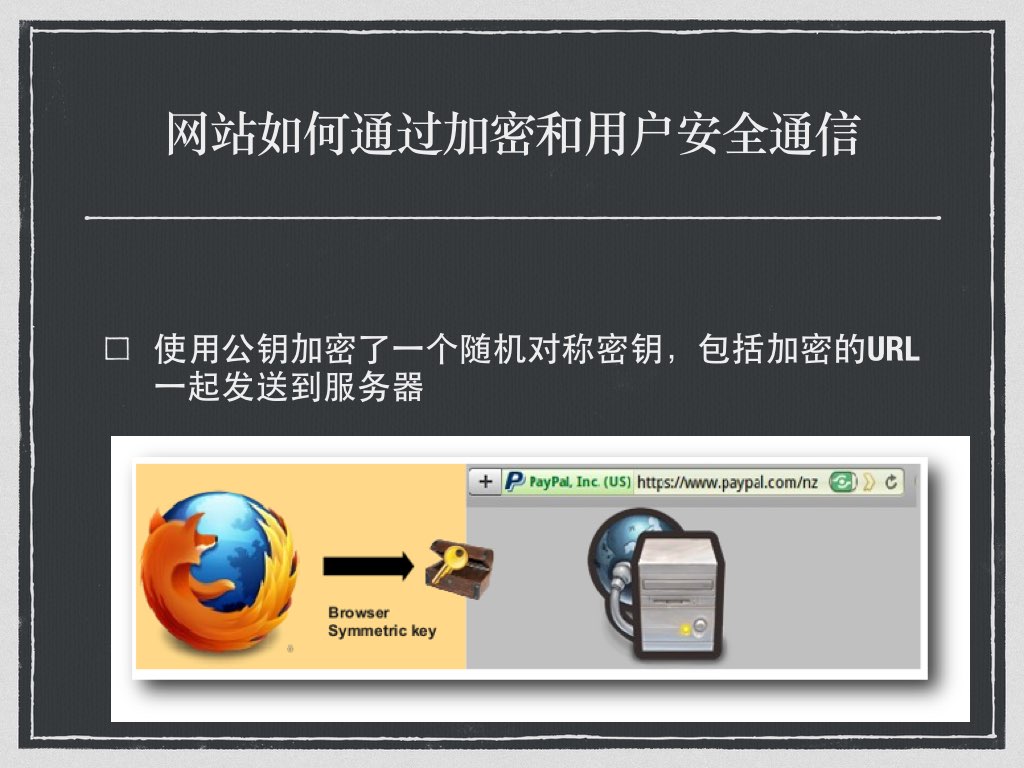 网站如何通过加密和用户安全通信
使用公钥加密了一个随机对称密钥，包括加密的URL
一起发送到服务器
PayPal, Inc. (US) https://www.paypal.com/nz
Browser
Symmetric key